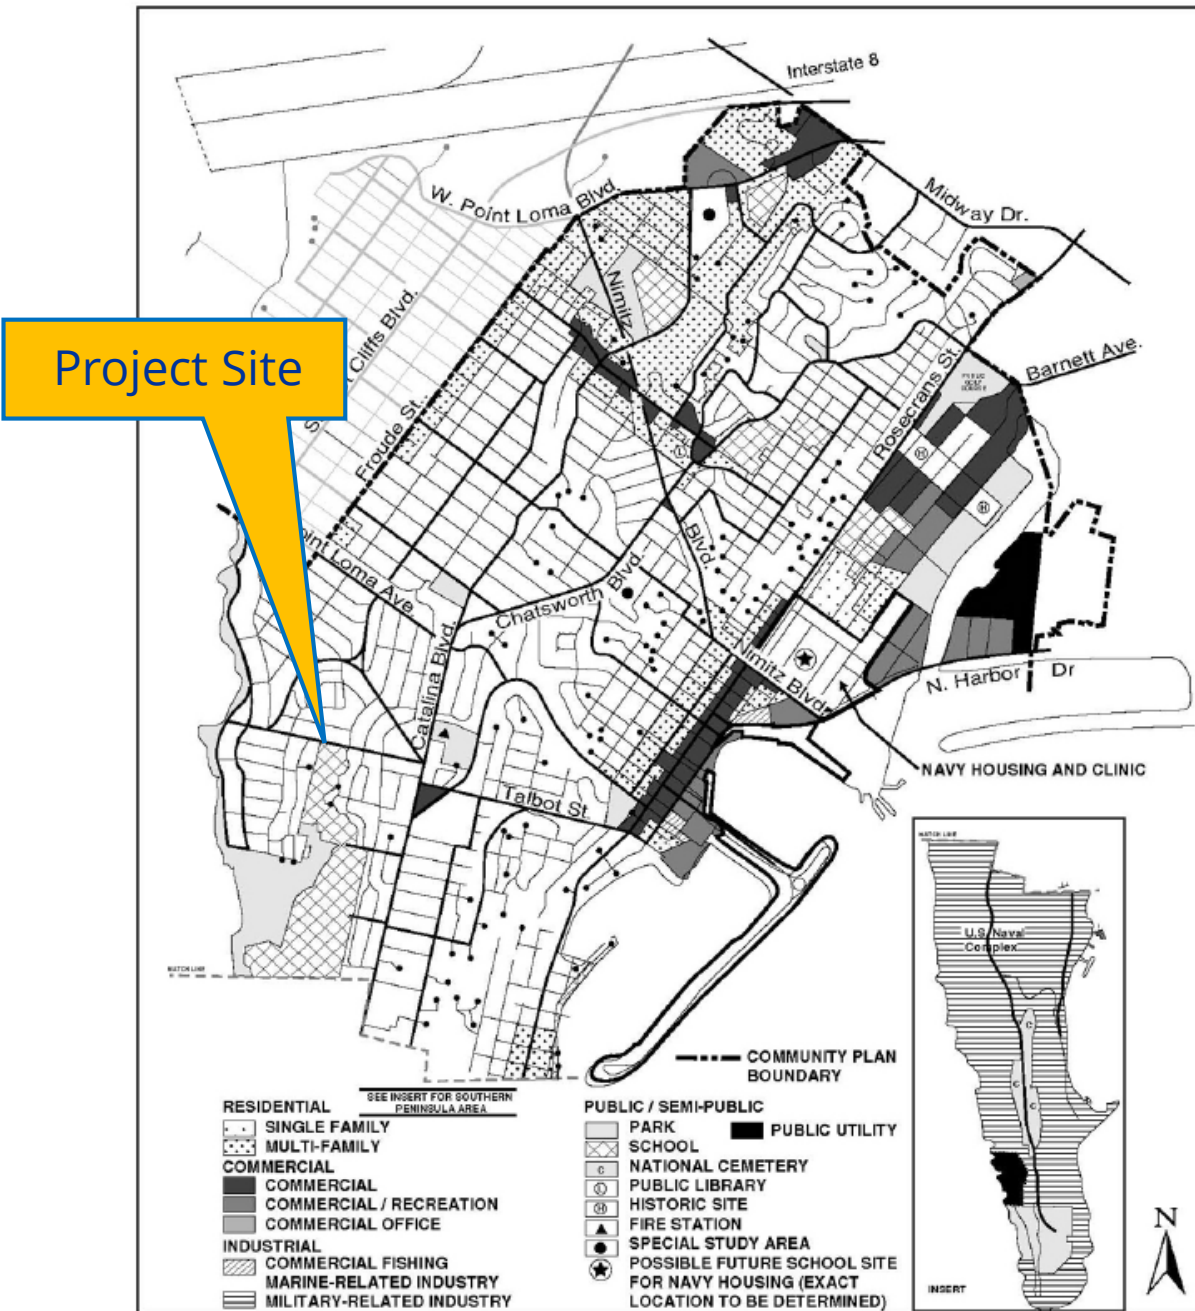 Interstate 8
W. Point Loma Blvd.
Midway Dr.
Nimitz
Cliffs Blvd.
Project Site
Barnett Ave.
Rosecrans St.
Froude St.
Blvd.
Point Loma Ave.
Chatsworth Blvd.
Catalina Blvd.
Nimitz Blvd.
N. Harbor Dr
NAVY HOUSING AND CLINIC
Talbot St.
MATCH LINE
U.S. Naval
Complex
C
C
C
MATCH LINE
COMMUNITY PLAN
BOUNDARY
SEE INSERT FOR SOUTHERN
PENINSULA AREA
RESIDENTIAL
SINGLE FAMILY
MULTI-FAMILY
COMMERCIAL
COMMERCIAL
COMMERCIAL / RECREATION
COMMERCIAL OFFICE
INDUSTRIAL
COMMERCIAL FISHING
MARINE-RELATED INDUSTRY
MILITARY-RELATED INDUSTRY
PUBLIC / SEMI-PUBLIC
PARK
PUBLIC UTILITY
SCHOOL
C NATIONAL CEMETERY
L PUBLIC LIBRARY
H HISTORIC SITE
FIRE STATION
SPECIAL STUDY AREA
POSSIBLE FUTURE SCHOOL SITE
FOR NAVY HOUSING (EXACT
LOCATION TO BE DETERMINED)
INSERT
N